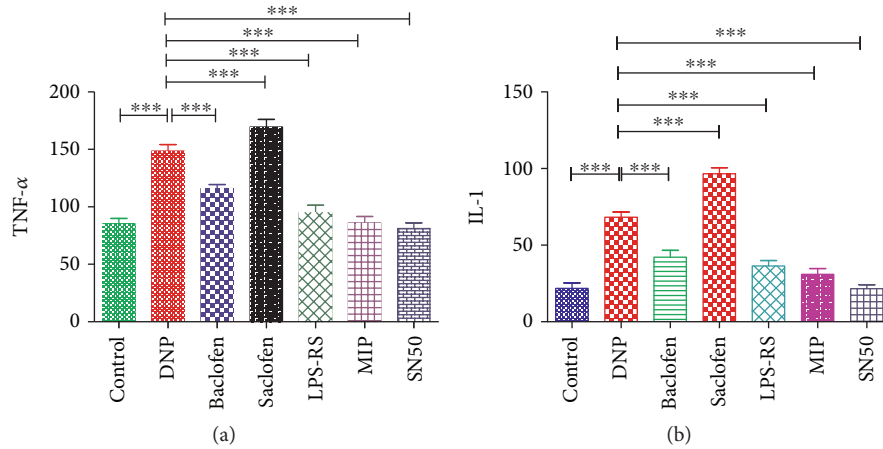 ***
***
***
***
*** ***
200
150
100
50
0
TNF-α
Control
DNP
Baclofen
Saclofen
LPS-RS
MIP
SN50
(a)
***
***
***
***
*** ***
150
100
50
0
IL-1
Control
DNP
Baclofen
Saclofen
LPS-RS
MIP
SN50
(b)